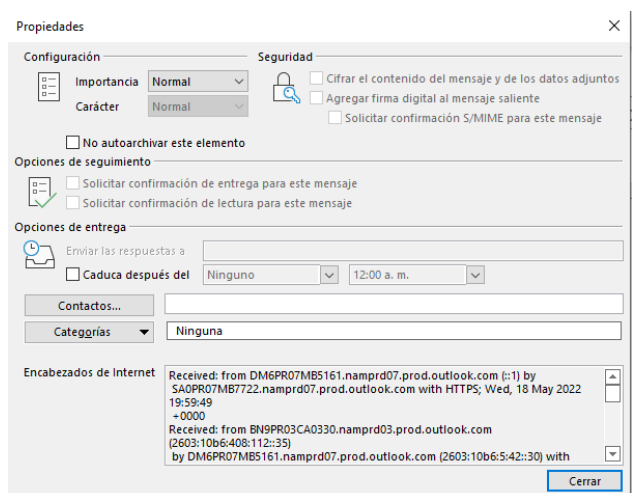 Propiedades
Configuración
Seguridad
Importancia Normal
Cifrar el contenido del mensaje y de los datos adjuntos
Carácter Normal
Agregar firma digital al mensaje saliente
Solicitar confirmación S/MIME para este mensaje
No autoarchivar este elemento
Opciones de seguimiento
Solicitar confirmación de entrega para este mensaje
Solicitar confirmación de lectura para este mensaje
Opciones de entrega
Enviar las respuestas a
Caduca después del Ninguno 12:00 a. m.
Contactos...
Categorías Ninguna
Encabezados de Internet
Received: from DM6PR07MB5161.namprd07.prod.outlook.com (::1) by
SA0PR07MB7722.namprd07.prod.outlook.com with HTTPS; Wed, 18 May 2022
19:59:49
+0000
Received: from BN9PR03CA0330.namprd03.prod.outlook.com
(2603:10b6:408:112::35)
by DM6PR07MB5161.namprd07.prod.outlook.com (2603:10b6:5:42::30) with
Cerrar